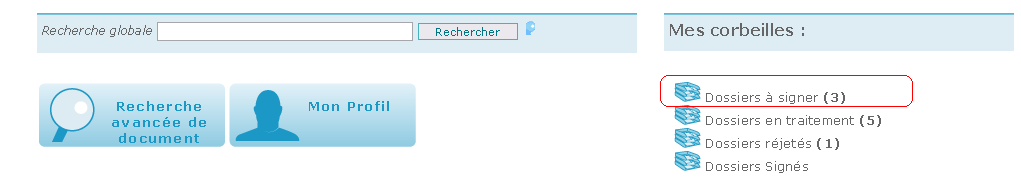 Recherche globale Rechercher
Recherche
avancée de
document
Mon Profil
Mes corbeilles :
Dossiers à signer (3)
Dossiers en traitement (5)
Dossiers réjetés (1)
Dossiers Signés